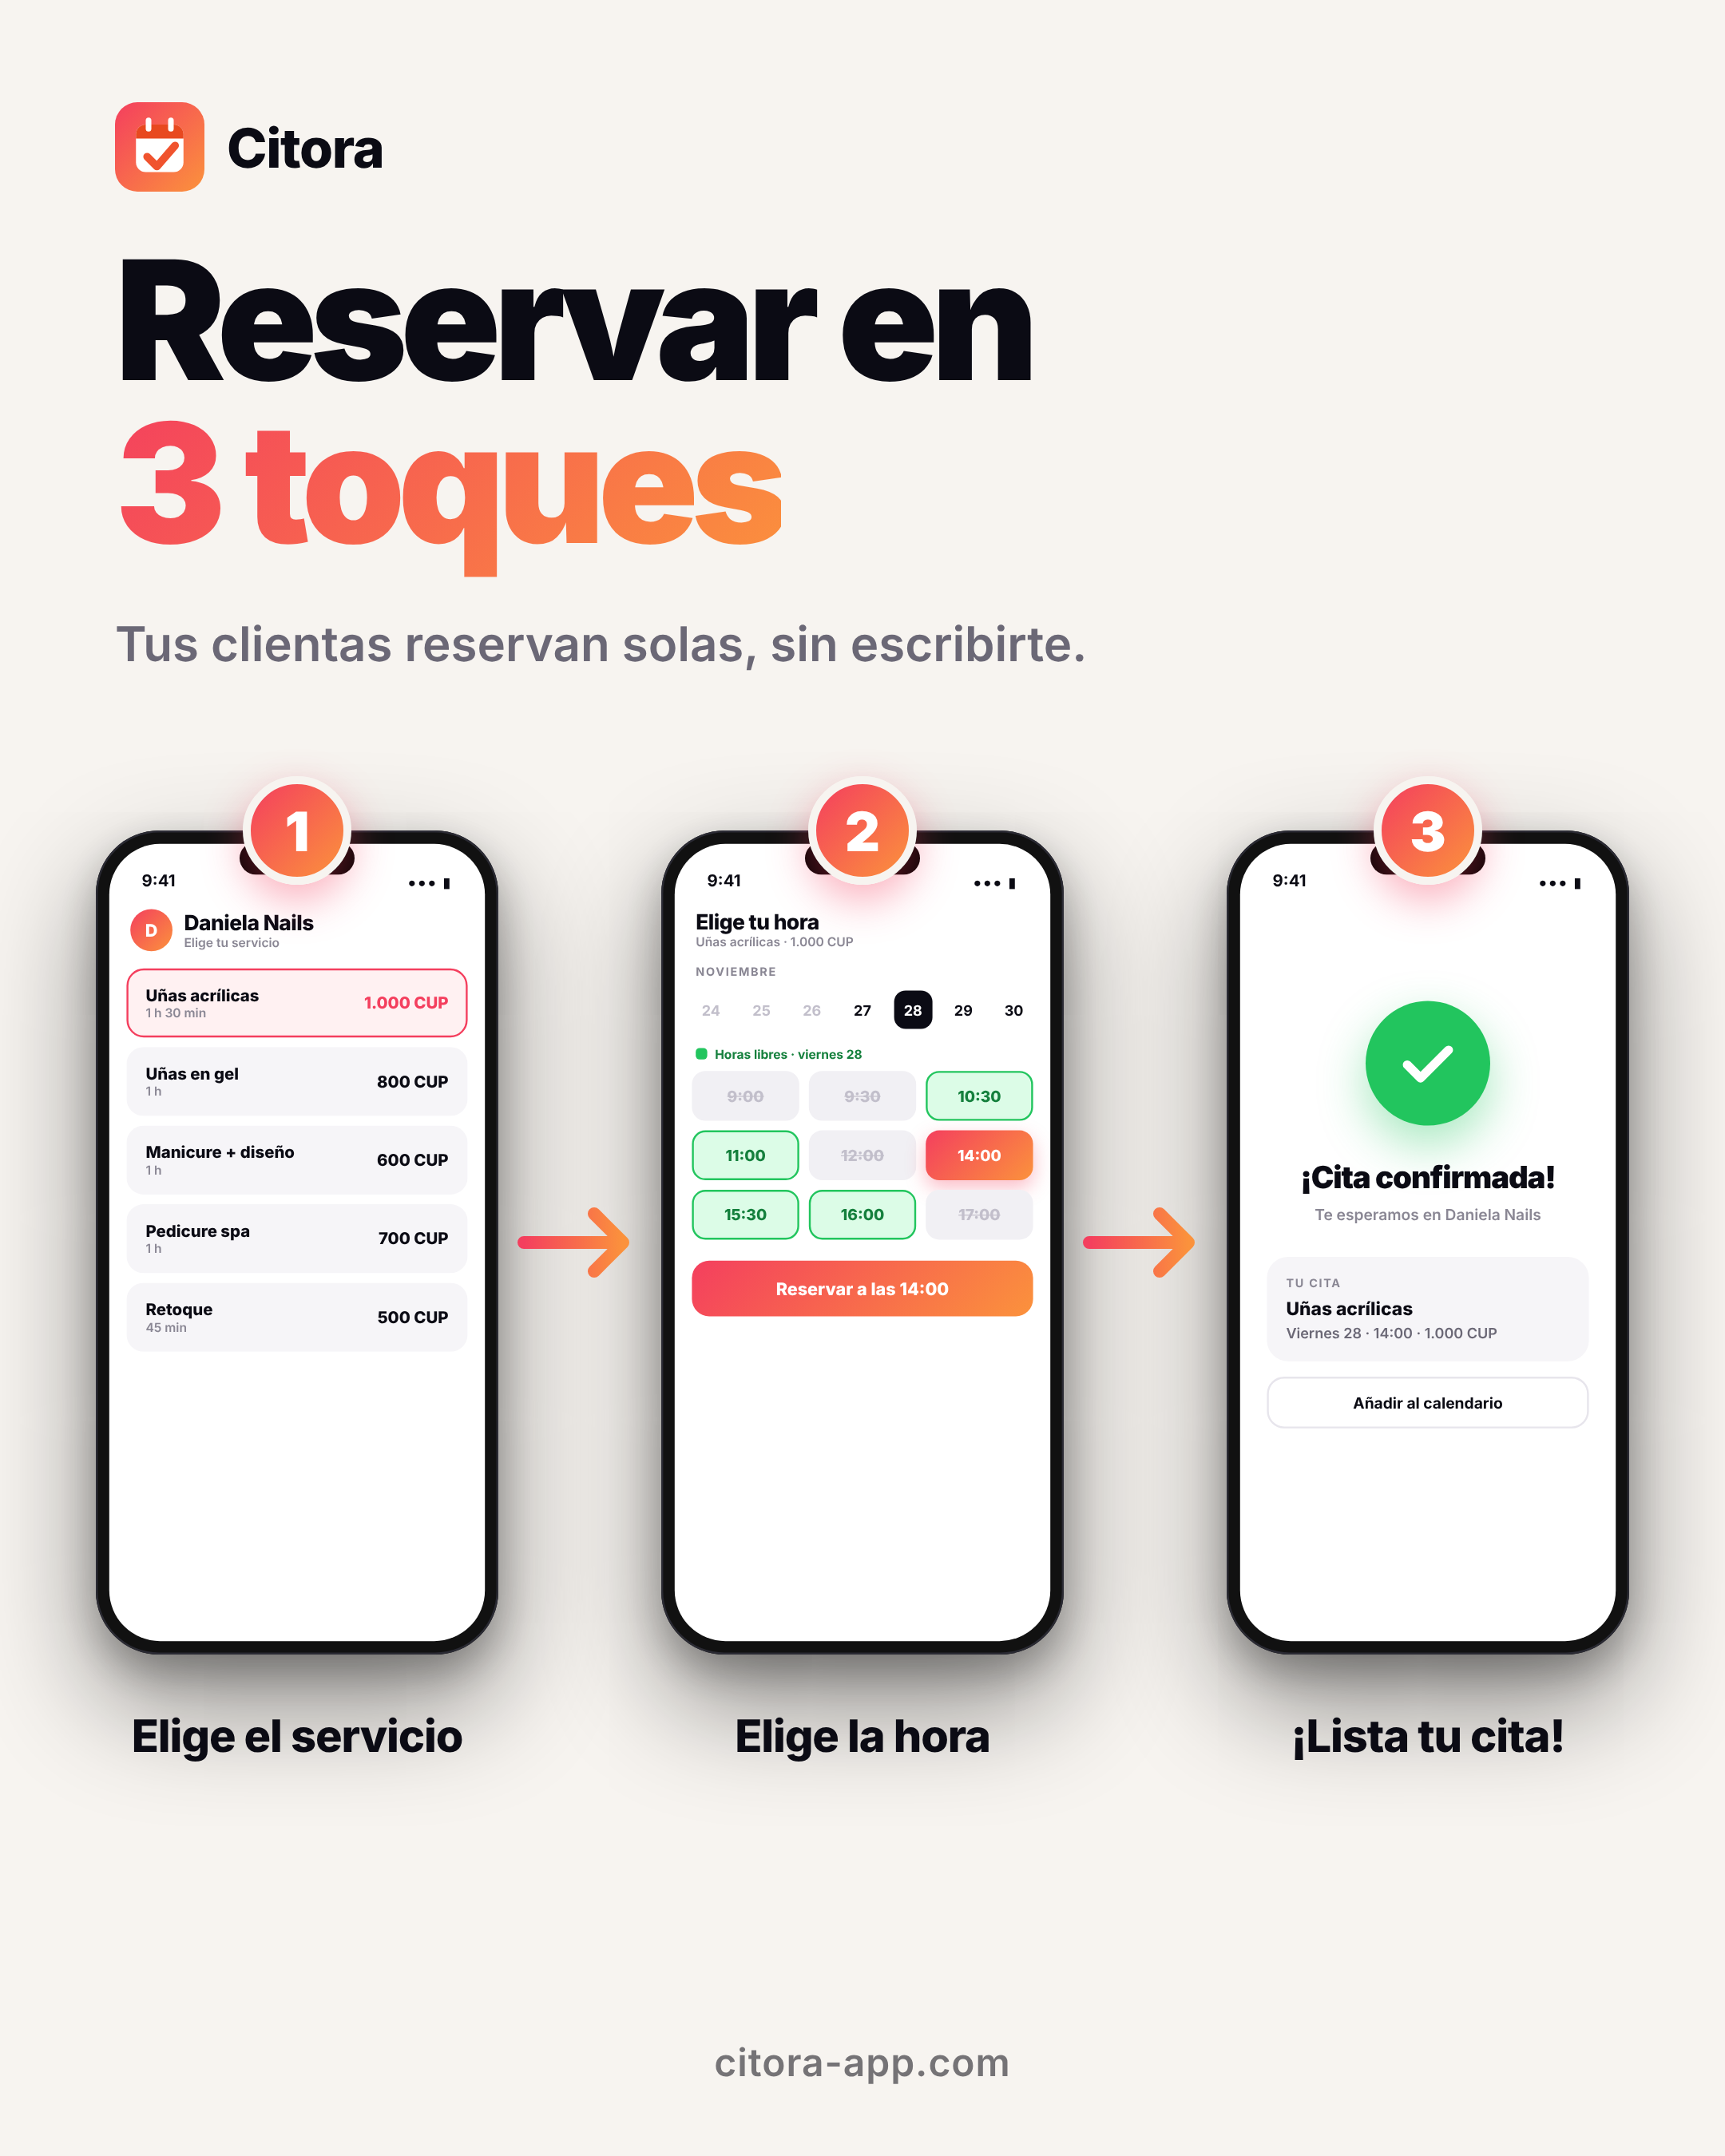 Citora
Reservar en
3 toques
Tus clientas reservan solas, sin escribirte.
1
9:41
D
Daniela Nails
Elige tu servicio
Uñas acrílicas
1 h 30 min
1.000 CUP
Uñas en gel
1 h
800 CUP
Manicure + diseño
1 h
600 CUP
Pedicure spa
1 h
700 CUP
Retoque
45 min
500 CUP
Elige el servicio
2
9:41
Elige tu hora
Uñas acrílicas · 1.000 CUP
NOVIEMBRE
24 25 26 27 28 29 30
Horas libres · viernes 28
9:00 9:30 10:30
11:00 12:00 14:00
15:30 16:00 17:00
Reservar a las 14:00
Elige la hora
3
9:41
¡Cita confirmada!
Te esperamos en Daniela Nails
TU CITA
Uñas acrílicas
Viernes 28 · 14:00 · 1.000 CUP
Añadir al calendario
¡Lista tu cita!
citora-app.com